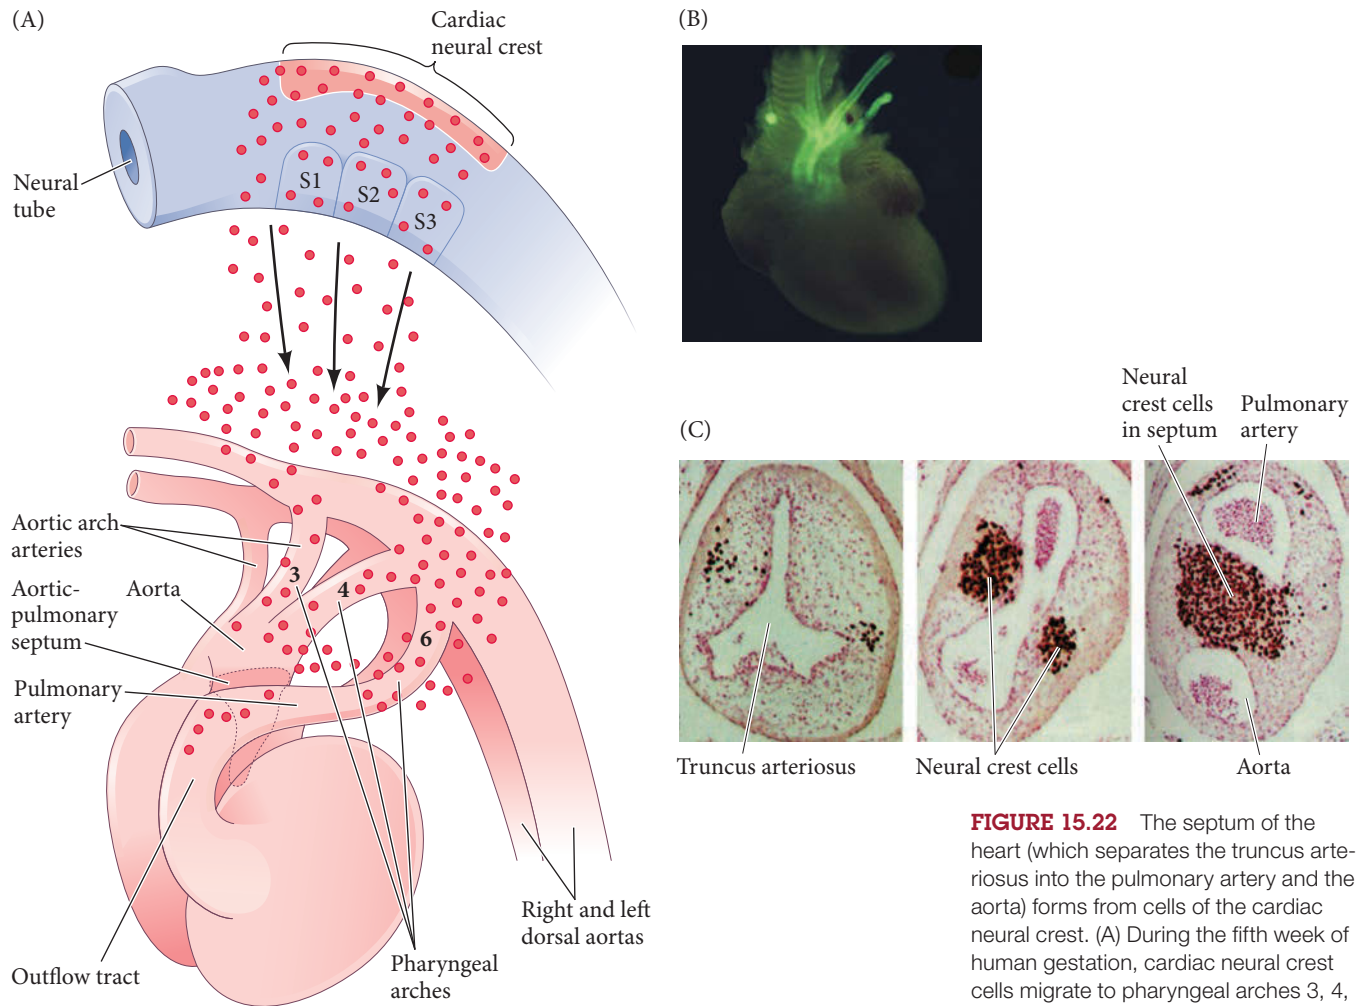 (A)
Cardiac
neural crest
Neural
tube
S1
S2
S3
Aortic arch
arteries
Aortic-
pulmonary
septum
Aorta
Pulmonary
artery
3
4
6
Outflow tract
Pharyngeal
arches
Right and left
dorsal aortas
(B)
(C)
Neural
crest cells
in septum
Pulmonary
artery
Truncus arteriosus
Neural crest cells
Aorta
FIGURE 15.22 The septum of the
heart (which separates the truncus arte-
riosus into the pulmonary artery and the
aorta) forms from cells of the cardiac
neural crest. (A) During the fifth week of
human gestation, cardiac neural crest
cells migrate to pharyngeal arches 3, 4,